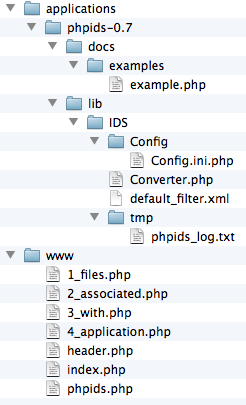 applications
phpids-0.7
docs
examples
example.php
lib
IDS
Config
Config.ini.php
Converter.php
default_filter.xml
tmp
phpids_log.txt
www
1_files.php
2_associated.php
3_with.php
4_application.php
header.php
index.php
phpids.php